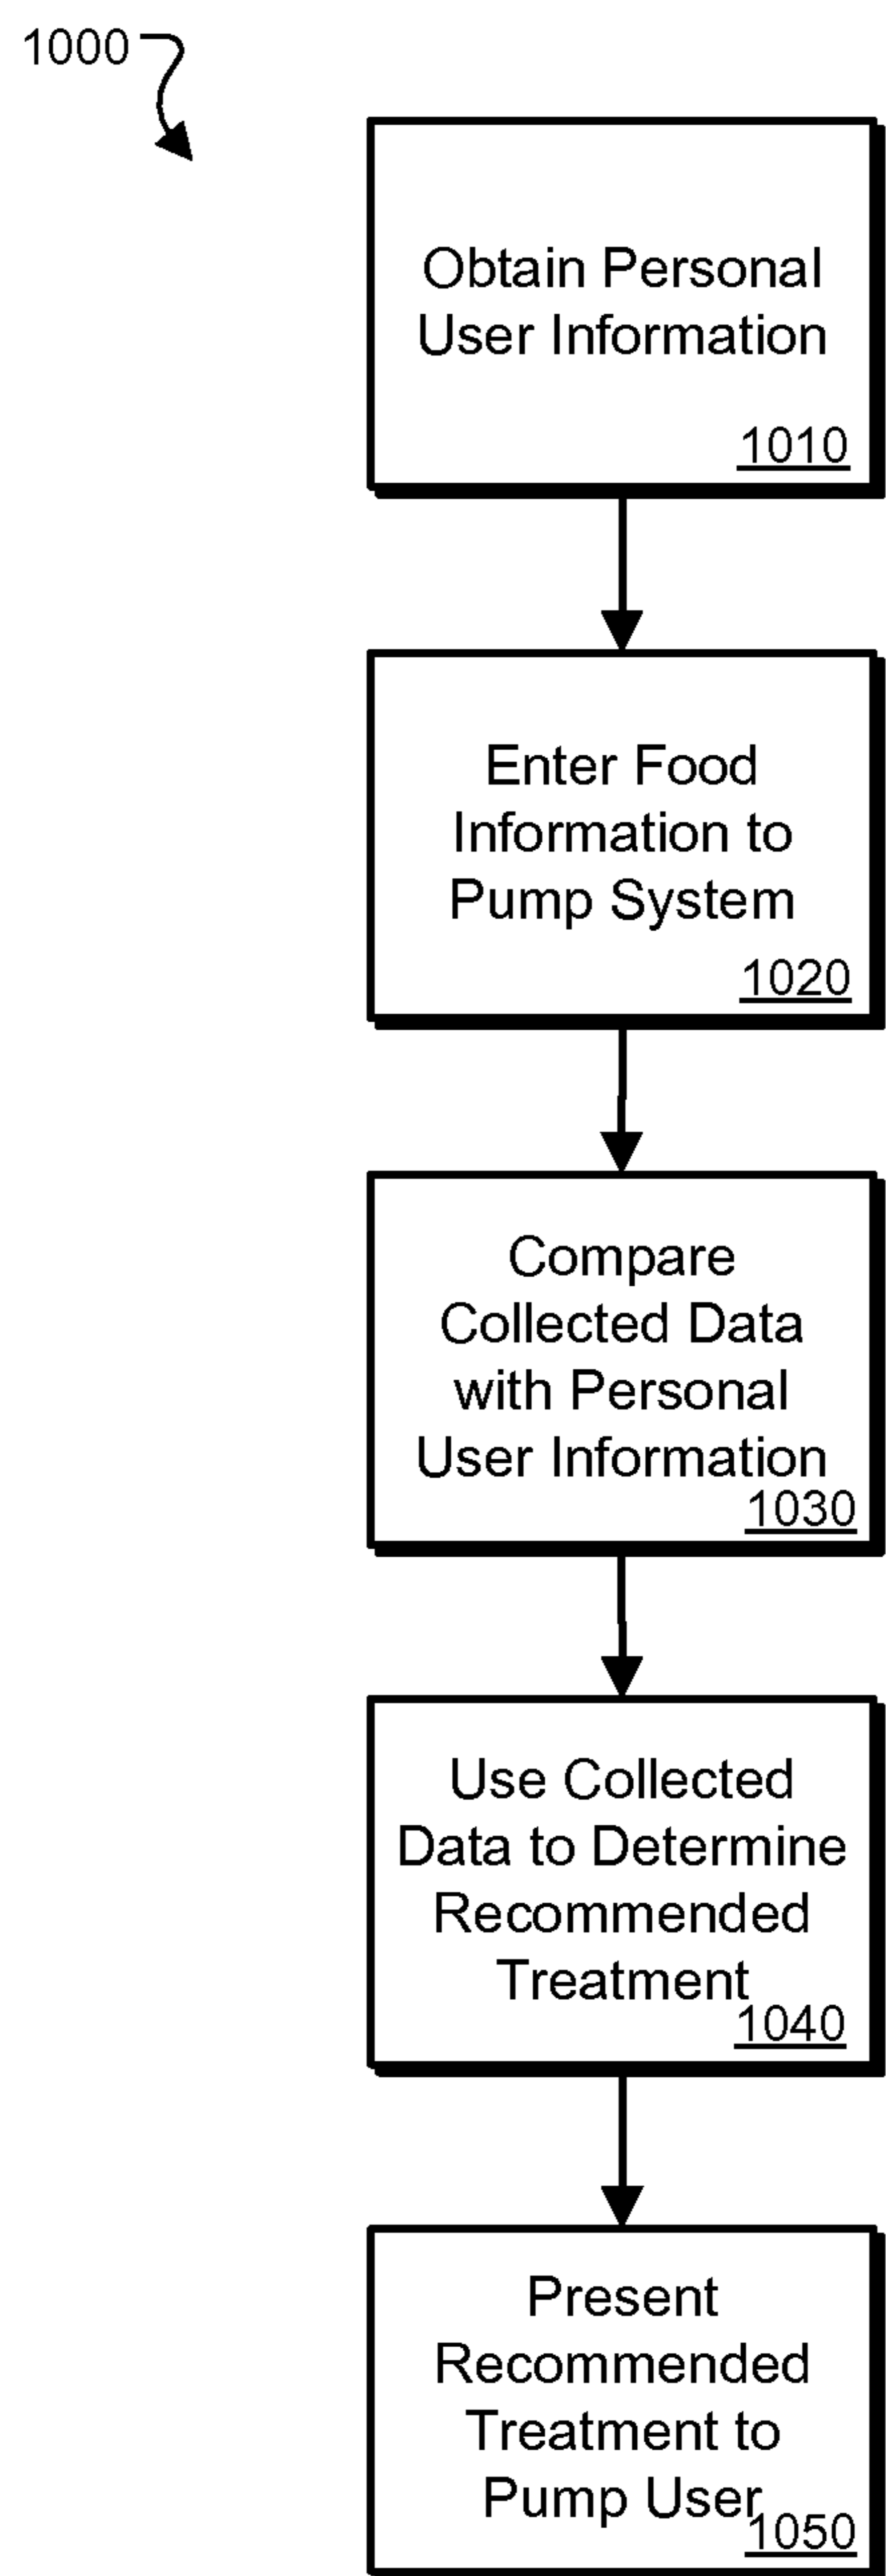 1000
Obtain Personal
User Information
1010
Enter Food
Information to
Pump System
1020
Compare
Collected Data
with Personal
User Information
1030
Use Collected
Data to Determine
Recommended
Treatment
1040
Present
Recommended
Treatment to
Pump User
1050